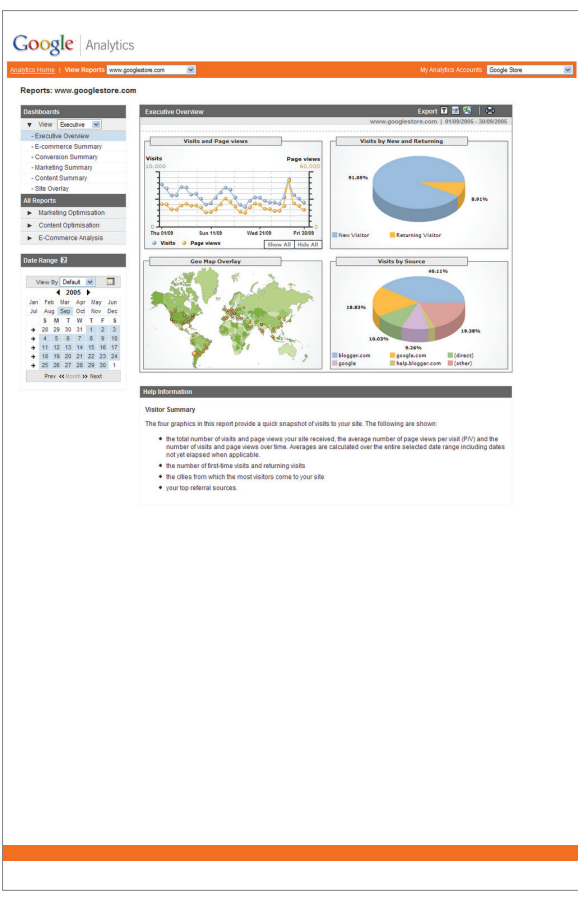 Google Analytics
Analytics Home | View Reports www.googlestore.com My Analytics Accounts Google Store
Reports: www.googlestore.com
Dashboards
▼ View Executive
- Executive Overview
- E-commerce Summary
- Conversion Summary
- Marketing Summary
- Content Summary
- Site Overlay
All Reports
► Marketing Optimisation
► Content Optimisation
► E-Commerce Analysis
Date Range ?
View By Default
◄ 2005 ►
Jan Feb Mar Apr May Jun
Jul Aug Sep Oct Nov Dec
S M T W T F S
28 29 30 31 1 2 3
4 5 6 7 8 9 10
11 12 13 14 15 16 17
18 19 20 21 22 23 24
25 26 27 28 29 30 1
Prev << Month >> Next
Executive Overview Export T
www.googlestore.com | 01/09/2005 - 30/09/2005
Visits and Page views
Visits Page views
10,000 60,000
0 0
Thu 01/09 Sun 11/09 Wed 21/09 Fri 30/09
Visits Page views Show All Hide All
Visits by New and Returning
91.09%
8.91%
New Visitor Returning Visitor
Geo Map Overlay
Visits by Source
18.83%
10.03%
9.26%
19.38%
blogger.com google.com (direct)
google help.blogger.com (other)
Help Information
Visitor Summary
The four graphics in this report provide a quick snapshot of visits to your site. The following are shown:
the total number of visits and page views your site received, the average number of page views per visit (P/V) and the
number of visits and page views over time. Averages are calculated over the entire selected date range including dates
not yet elapsed when applicable.
the number of first-time visits and returning visits
the cities from which the most visitors come to your site
your top referral sources.